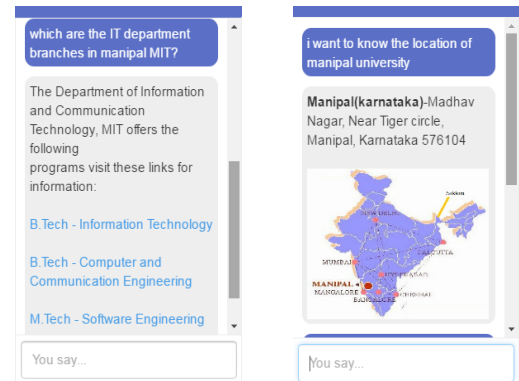 which are the IT department
branches in manipal MIT?
The Department of Information
and Communication
Technology, MIT offers the
following
programs visit these links for
information:
B.Tech - Information Technology
B.Tech - Computer and
Communication Engineering
M.Tech - Software Engineering
You say...
i want to know the location of
manipal university
Manipal(karnataka)-Madhav
Nagar, Near Tiger circle,
Manipal, Karnataka 576104
NEW DELHI
CALCUTTA
MUMBAI
HYDERABAD
MANIPAL
MANGALORE
CHENNAI
BANGALORE
You say...